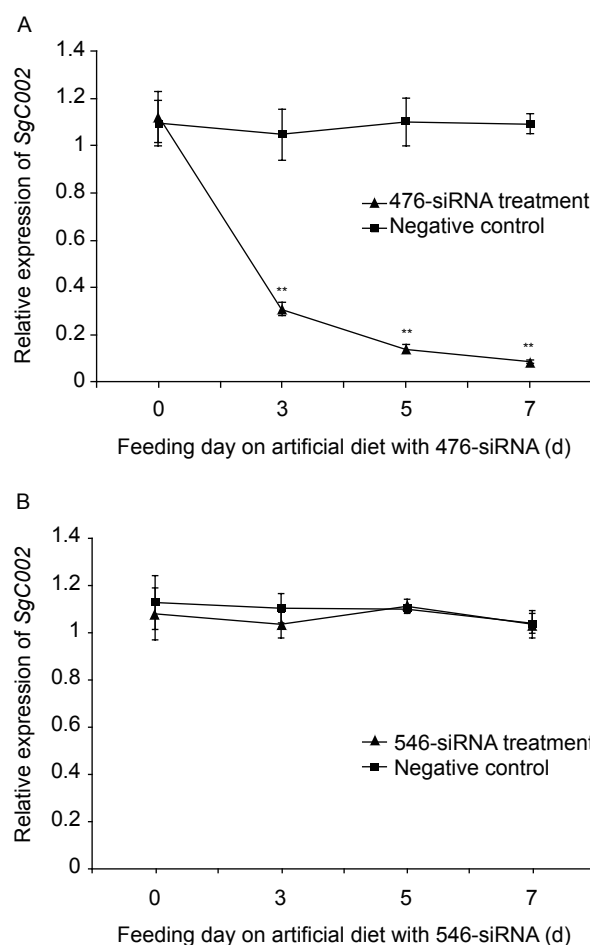 A
1.4
1.2
1
0.8
0.6
0.4
0.2
0
Relative expression of SgC002
476-siRNA treatment
Negative control
**
**
**
0 3 5 7
Feeding day on artificial diet with 476-siRNA (d)
B
1.4
1.2
1
0.8
0.6
0.4
0.2
0
Relative expression of SgC002
546-siRNA treatment
Negative control
0 3 5 7
Feeding day on artificial diet with 546-siRNA (d)